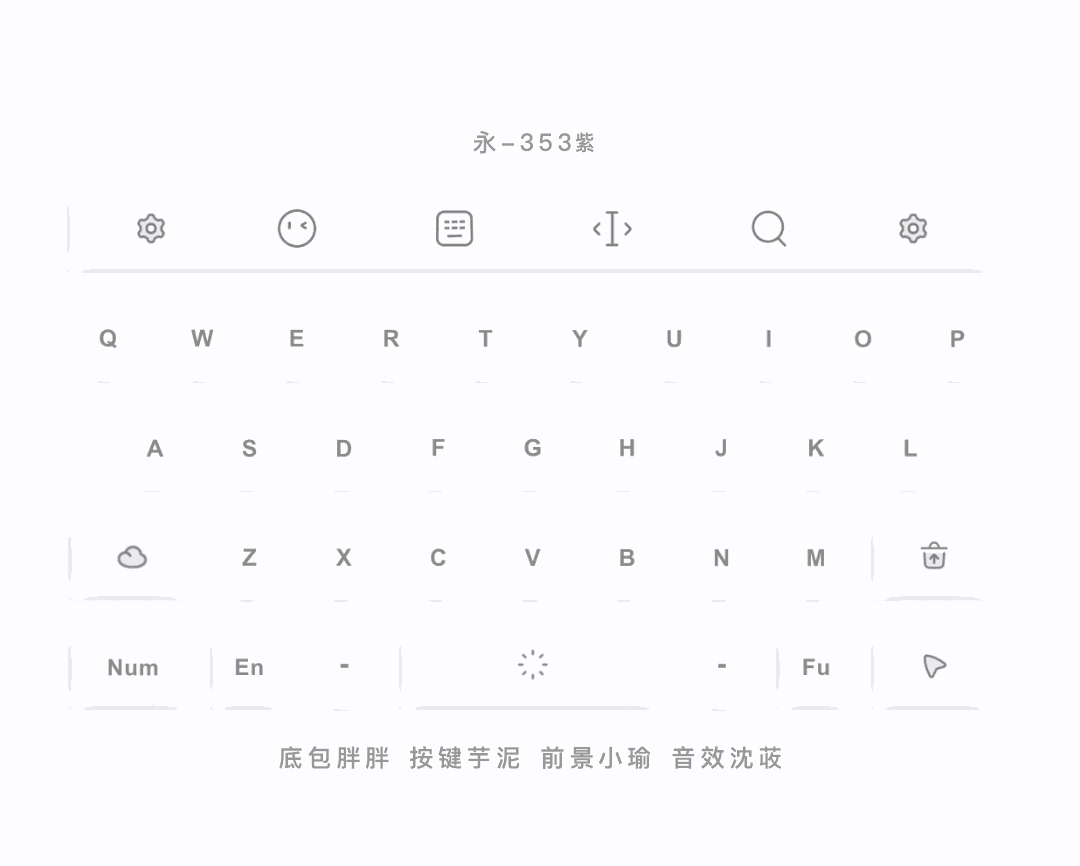 永-353紫
Q W E R T Y U I O P
A S D F G H J K L
Z X C V B N M
Num En - - Fu
底包胖胖 按键芋泥 前景小瑜 音效沈荍